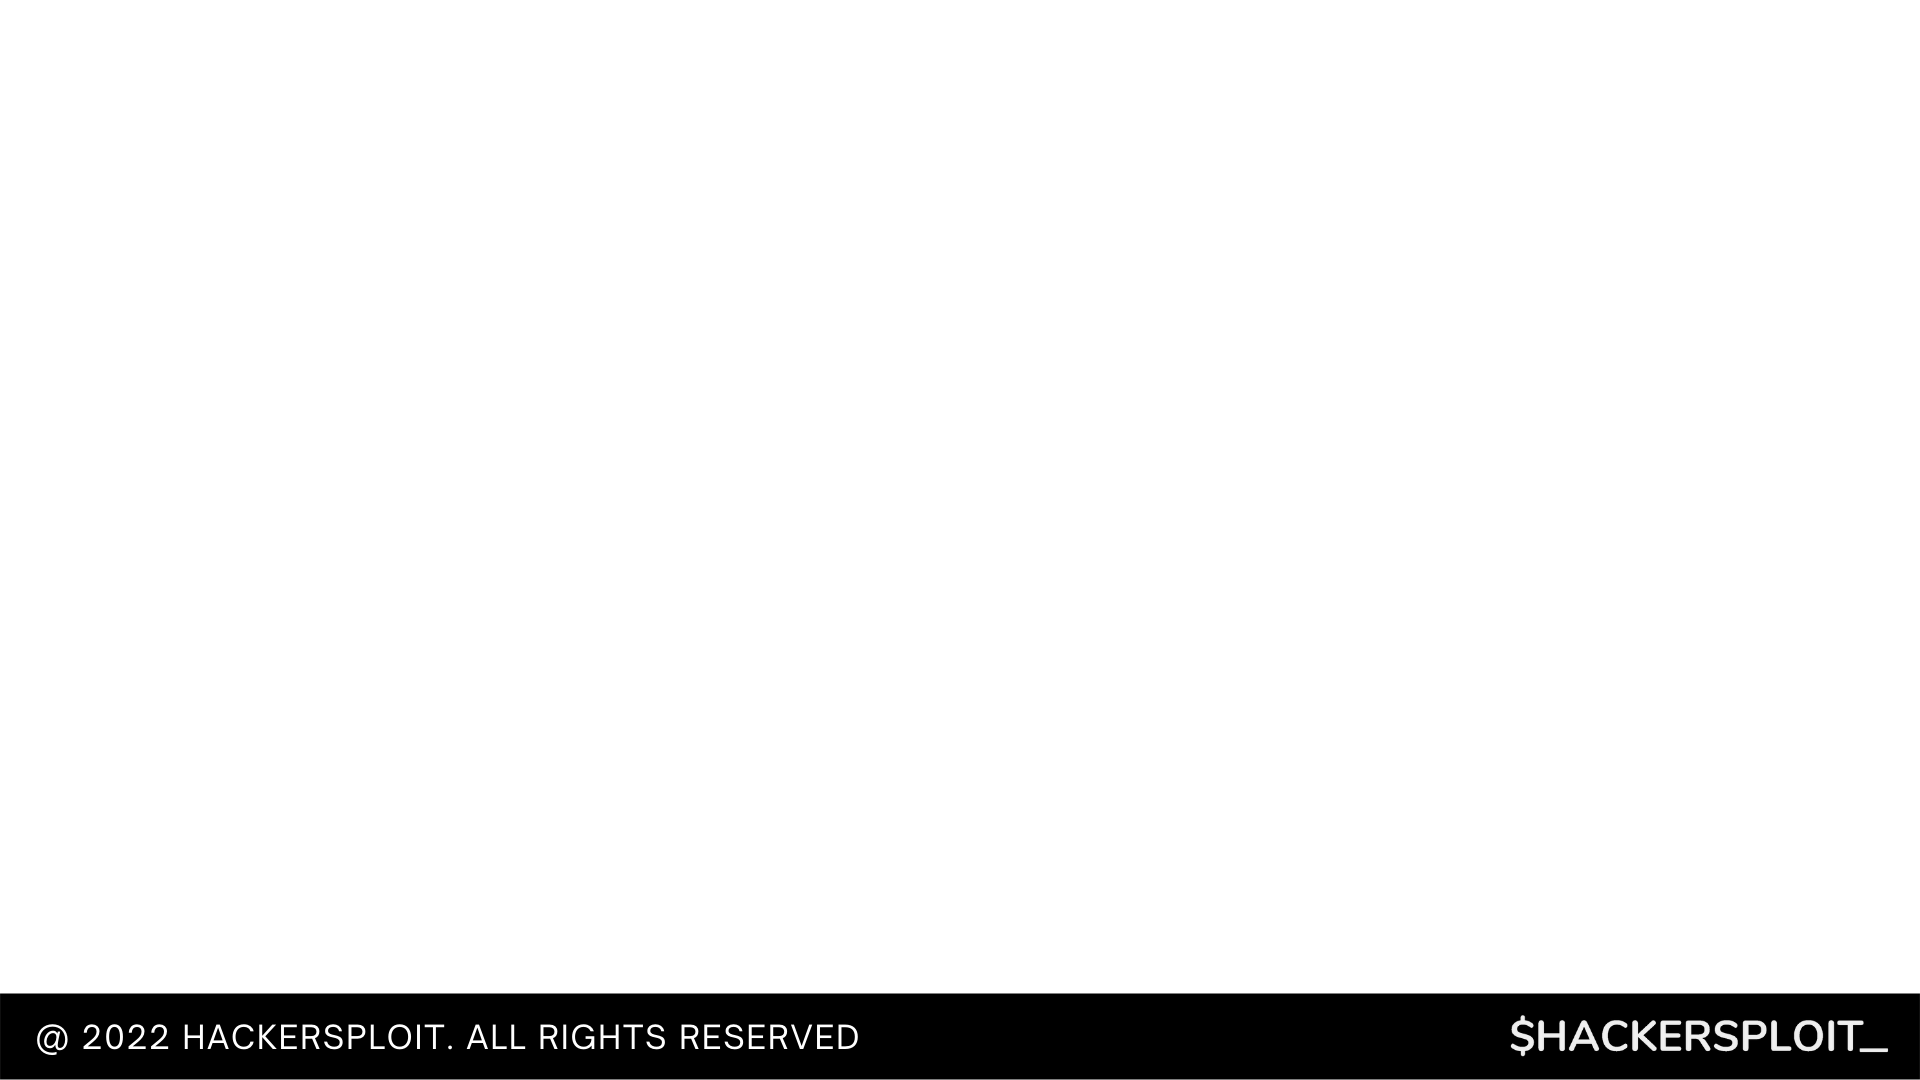 @ 2022 HACKERSPLOIT. ALL RIGHTS RESERVED
$HACKERSPLOIT_